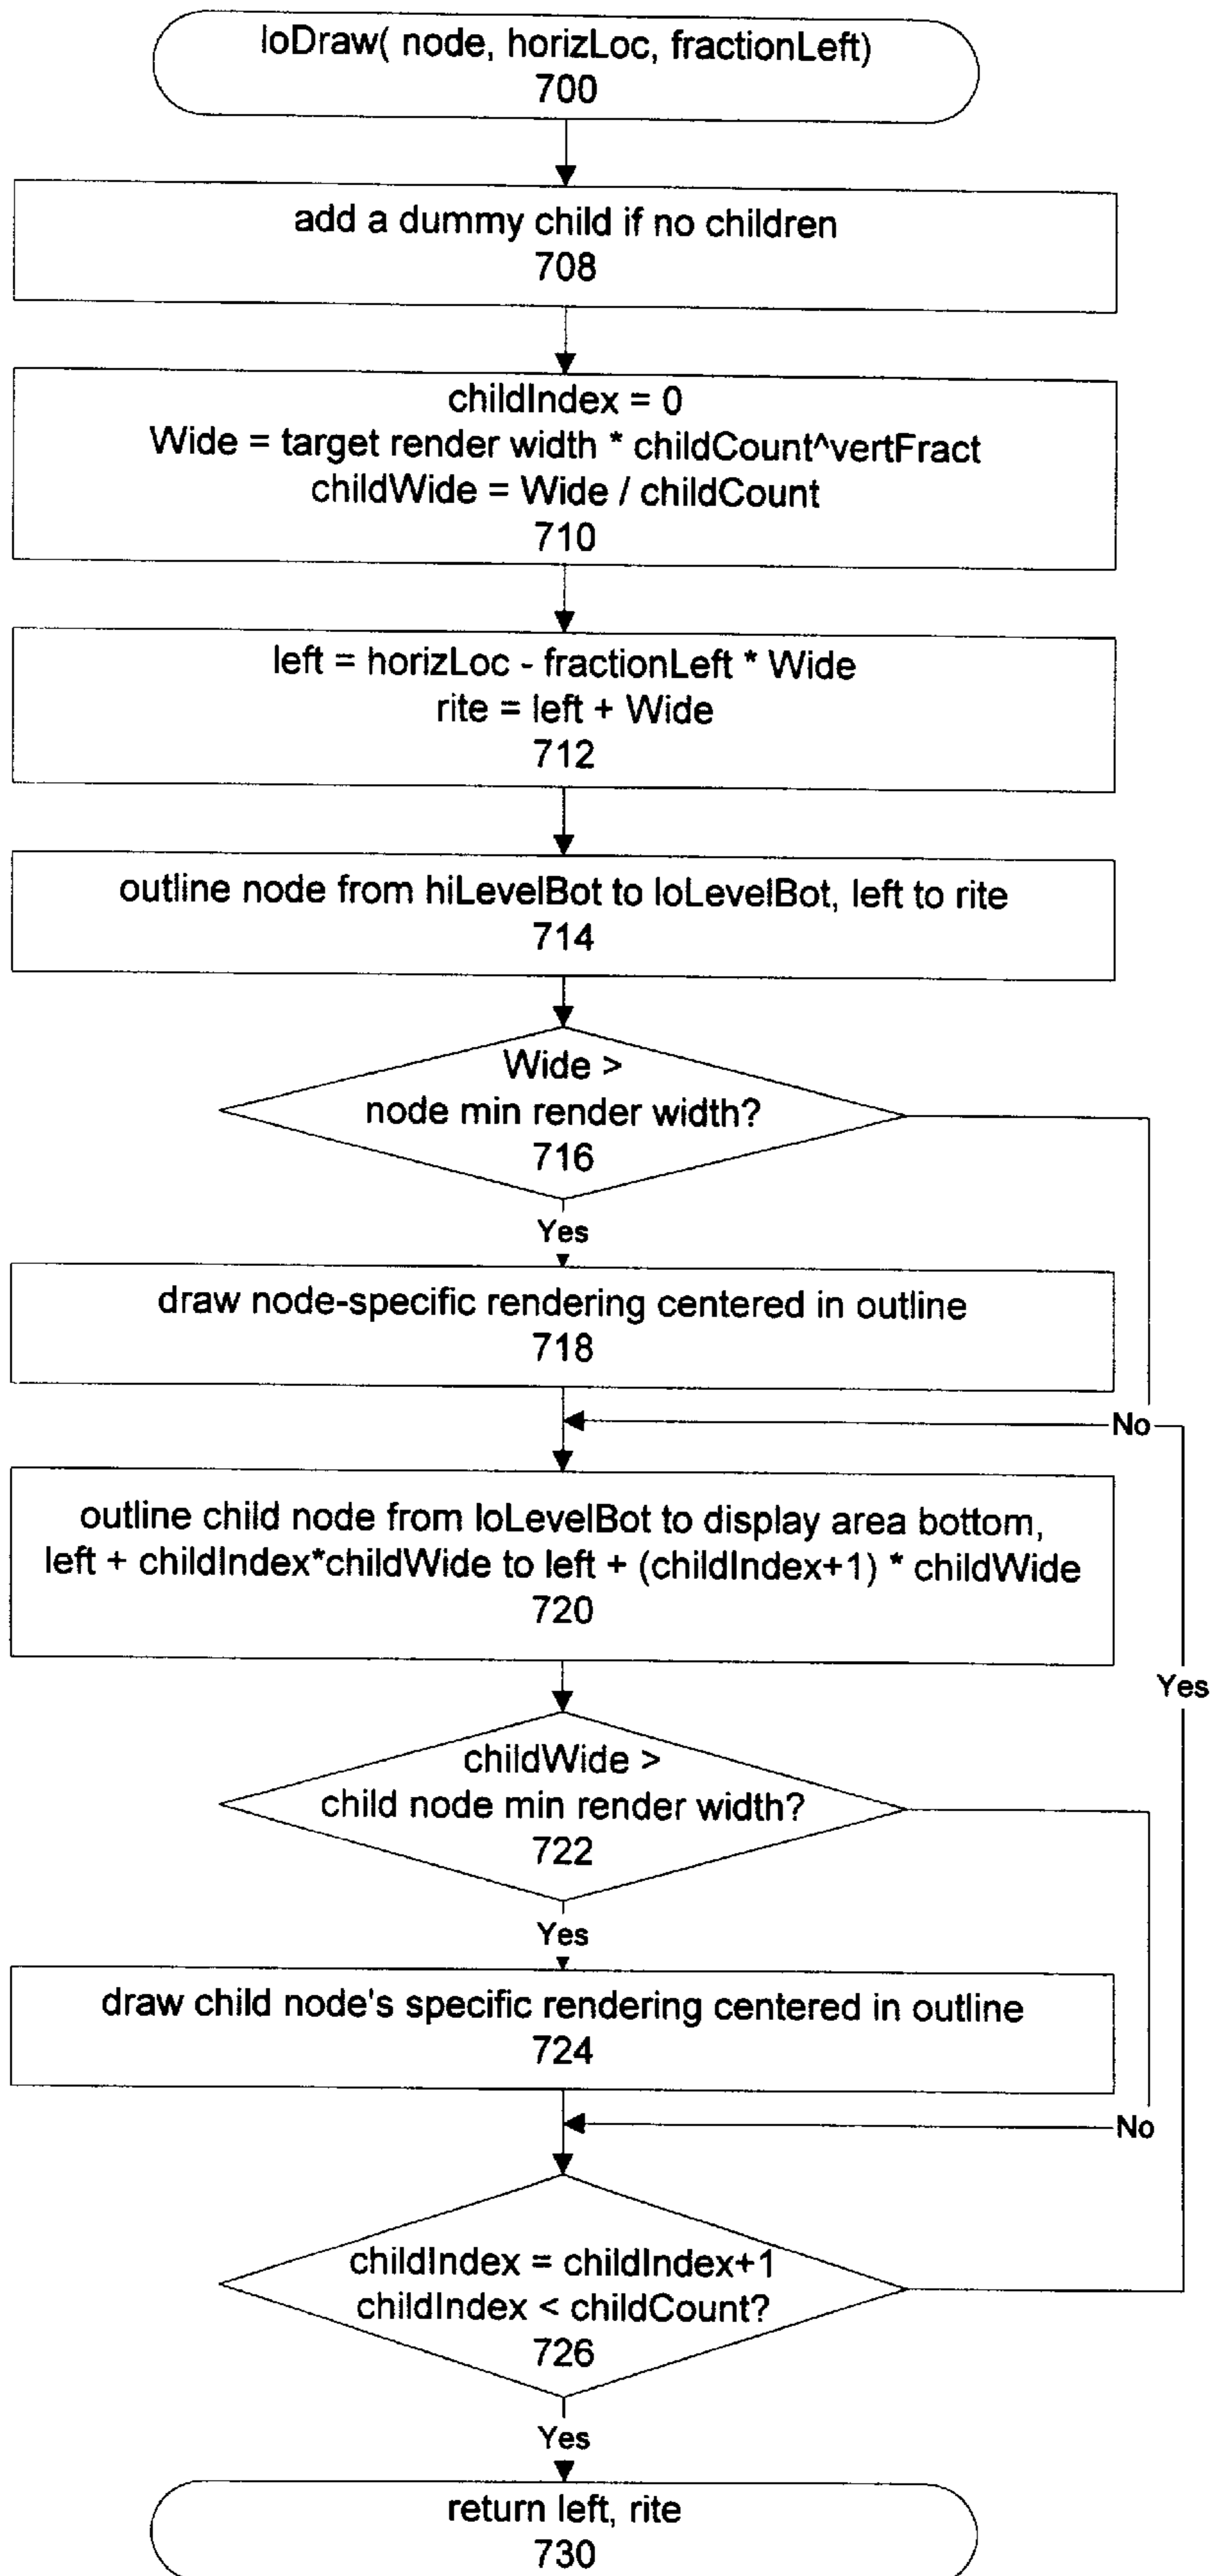 loDraw( node, horizLoc, fractionLeft)
700
add a dummy child if no children
708
childIndex = 0
Wide = target render width * childCount^vertFract
childWide = Wide / childCount
710
left = horizLoc - fractionLeft * Wide
rite = left + Wide
712
outline node from hiLevelBot to loLevelBot, left to rite
714
Wide >
node min render width?
716
Yes
draw node-specific rendering centered in outline
718
No
outline child node from loLevelBot to display area bottom,
left + childIndex*childWide to left + (childIndex+1) * childWide
720
Yes
childWide >
child node min render width?
722
Yes
draw child node's specific rendering centered in outline
724
No
childIndex = childIndex+1
childIndex < childCount?
726
Yes
return left, rite
730